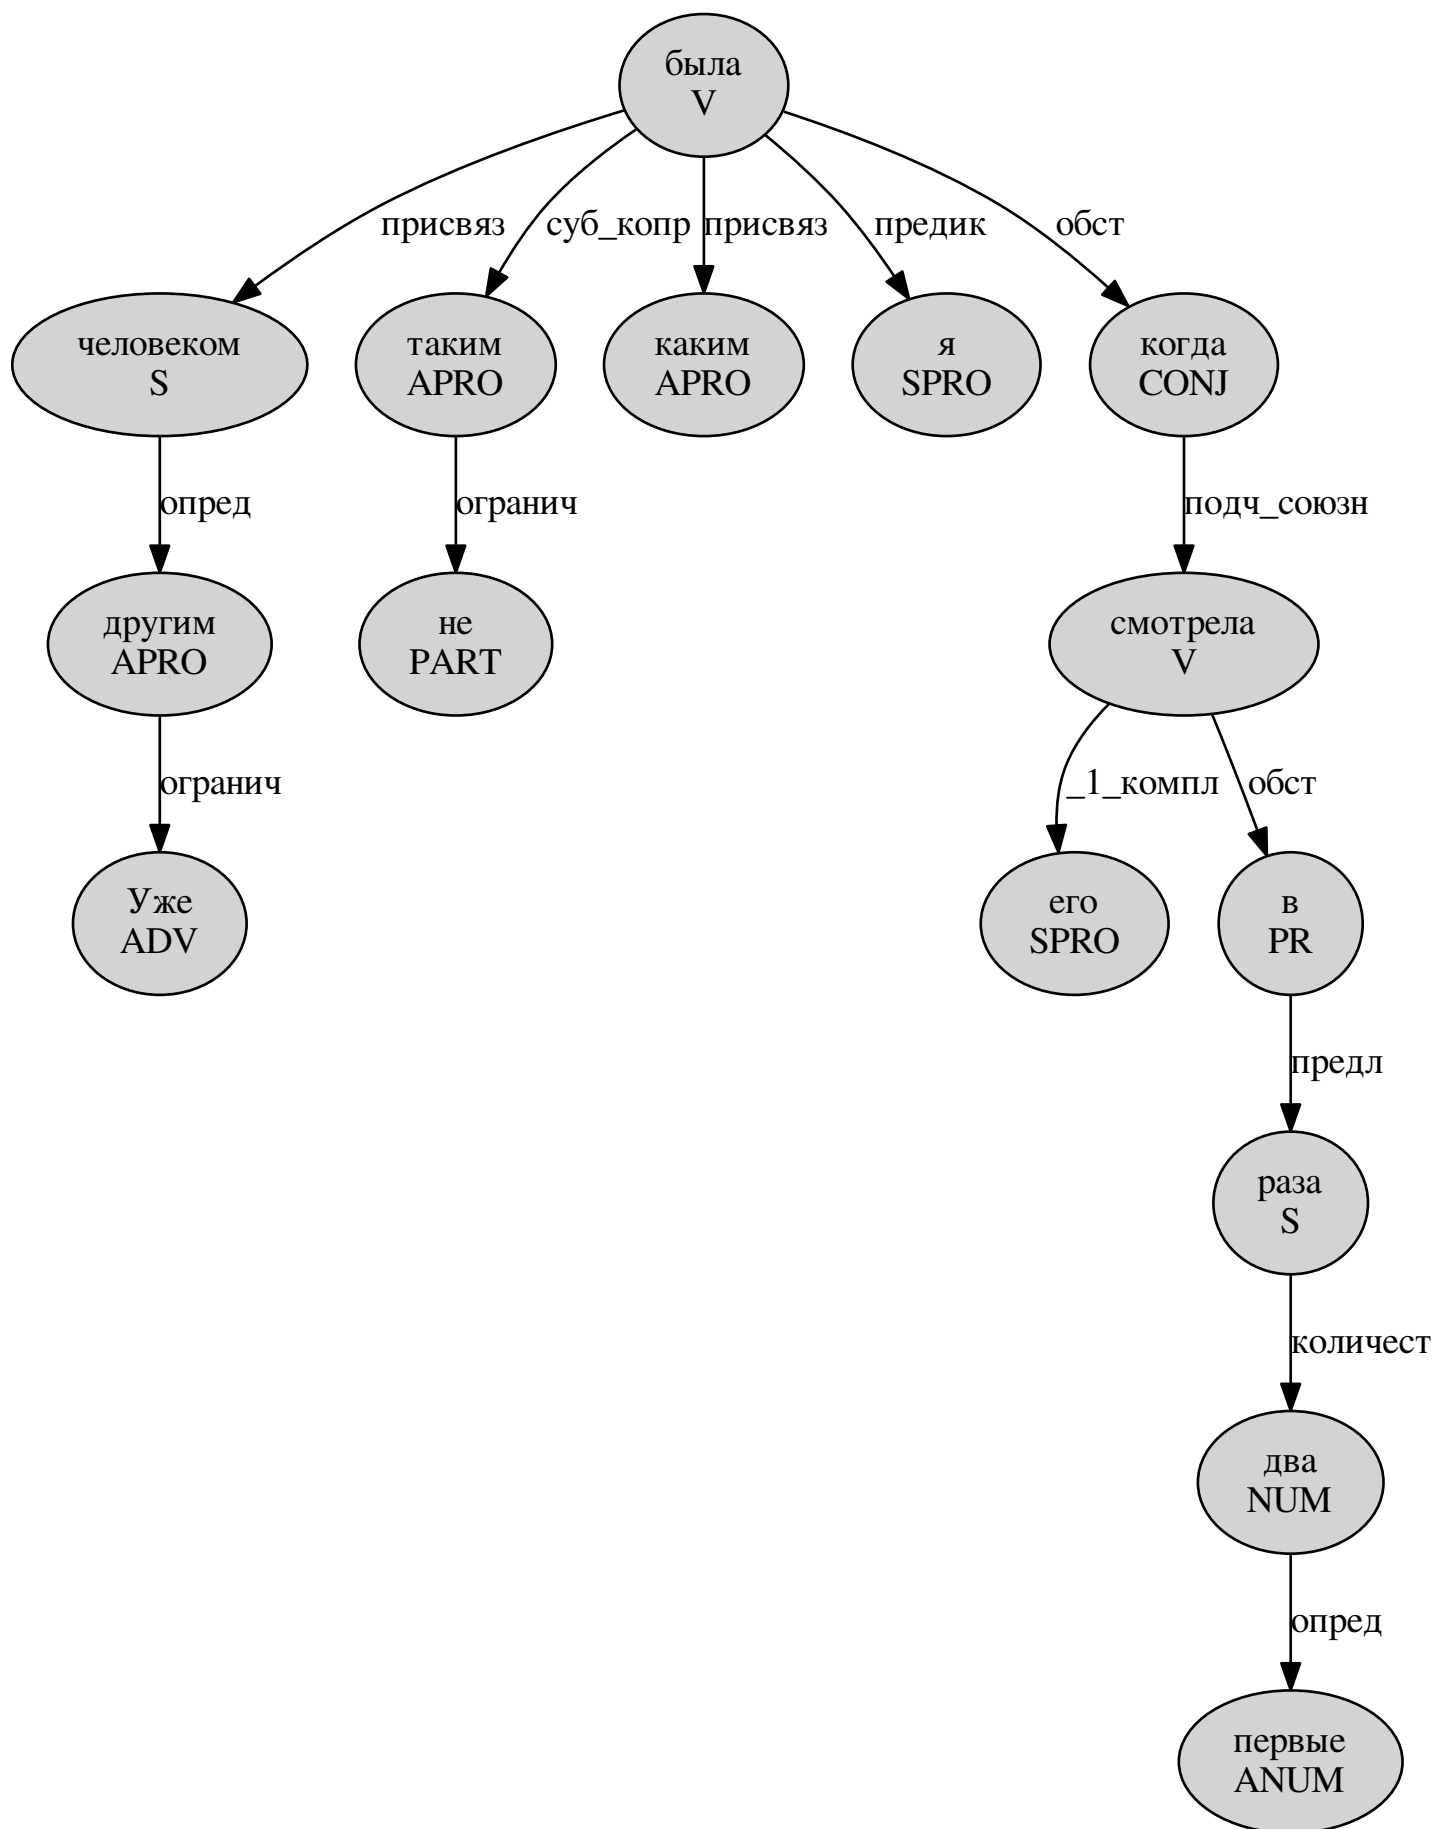 была
V
присвяз
суб_копр
присвяз
предик
обст
человеком
S
таким
APRO
каким
APRO
я
SPRO
когда
CONJ
опред
огранич
подч_союзн
другим
APRO
не
PART
смотрела
V
огранич
_1_компл
обст
Уже
ADV
его
SPRO
в
PR
предл
раза
S
количест
два
NUM
опред
первые
ANUM